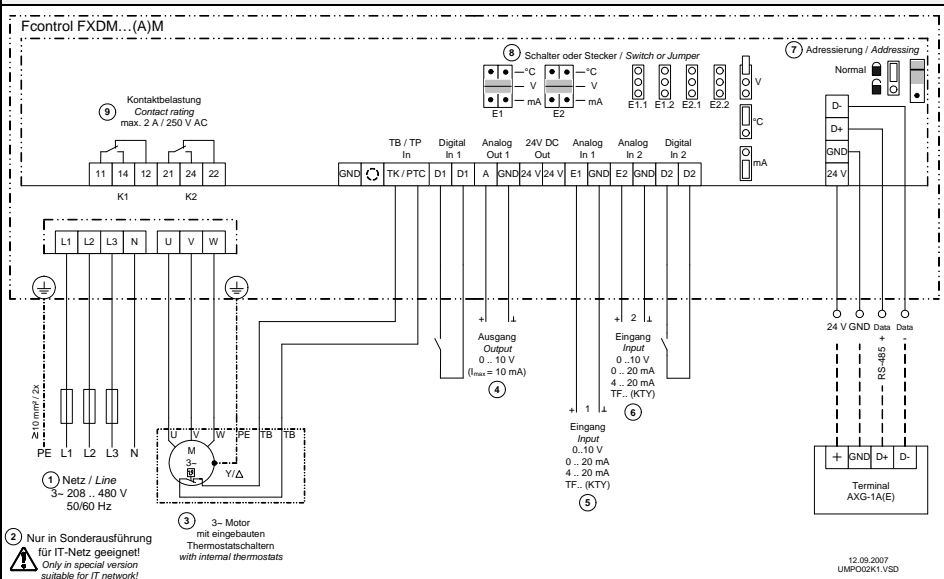 Fcontrol FXDM...(A)M
8 Schalter oder Stecker / Switch or Jumper
7 Adressierung / Addressing
Normal
°C
V
mA
E1
°C
V
mA
E2
E1.1 E1.2 E2.1 E2.2
V
°C
mA
9 Kontaktbelastung
Contact rating
max. 2 A / 250 V AC
11 14 12 21 24 22
K1 K2
TB / TP
In
Digital
In 1
Analog
Out 1
24V DC
Out
Analog
In 1
Analog
In 2
Digital
In 2
GND TK / PTC D1 D1 A GND 24 V 24 V E1 GND E2 GND D2 D2
D-
D+
GND
24 V
L1 L2 L3 N U V W
≥10 mm² / 2x
PE L1 L2 L3 N
1 Netz / Line
3~ 208 .. 480 V
50/60 Hz
2 Nur in Sonderausführung
für IT-Netz geeignet!
Only in special version
suitable for IT network!
U V W PE TB TB
M
3~
Y/Δ
3 3~ Motor
mit eingebauten
Thermostatschaltern
with internal thermostats
+ ⊥
Ausgang
Output
0 ..10 V
(Imax = 10 mA)
4
+ 1 ⊥
Eingang
Input
0..10 V
0 .. 20 mA
4 .. 20 mA
TF.. (KTY)
5
+ 2 ⊥
Eingang
Input
0 ..10 V
0 .. 20 mA
4 .. 20 mA
TF.. (KTY)
6
24 V GND Data Data
+ -
RS-485
+ GND D+ D-
Terminal
AXG-1A(E)
12.09.2007
UMPO02K1.VSD